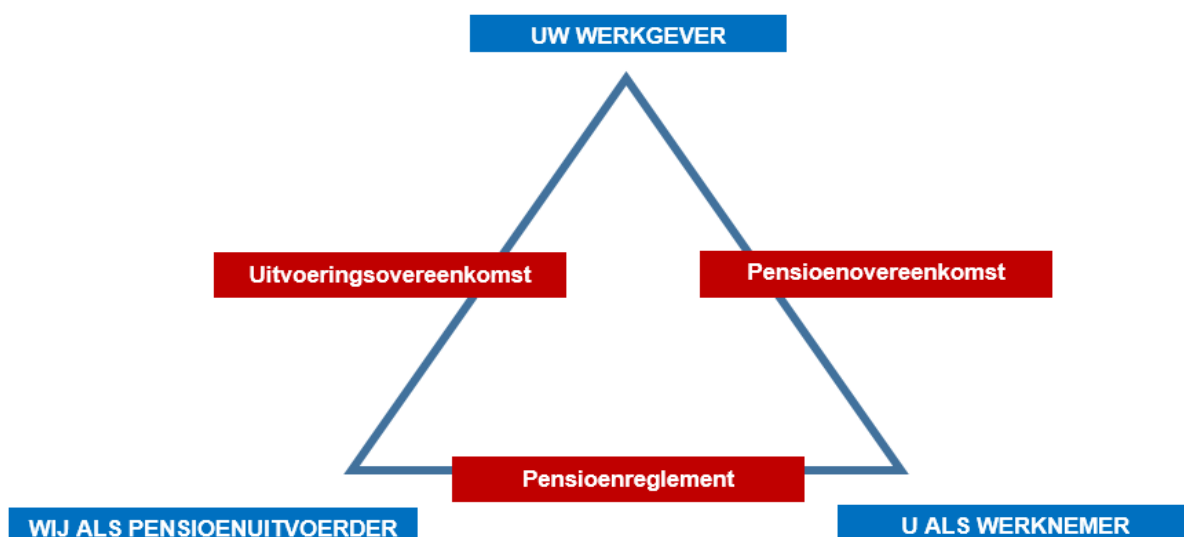 UW WERKGEVER
Uitvoeringsovereenkomst
Pensioenovereenkomst
Pensioenreglement
WIJ ALS PENSIOENUITVOERDER
U ALS WERKNEMER